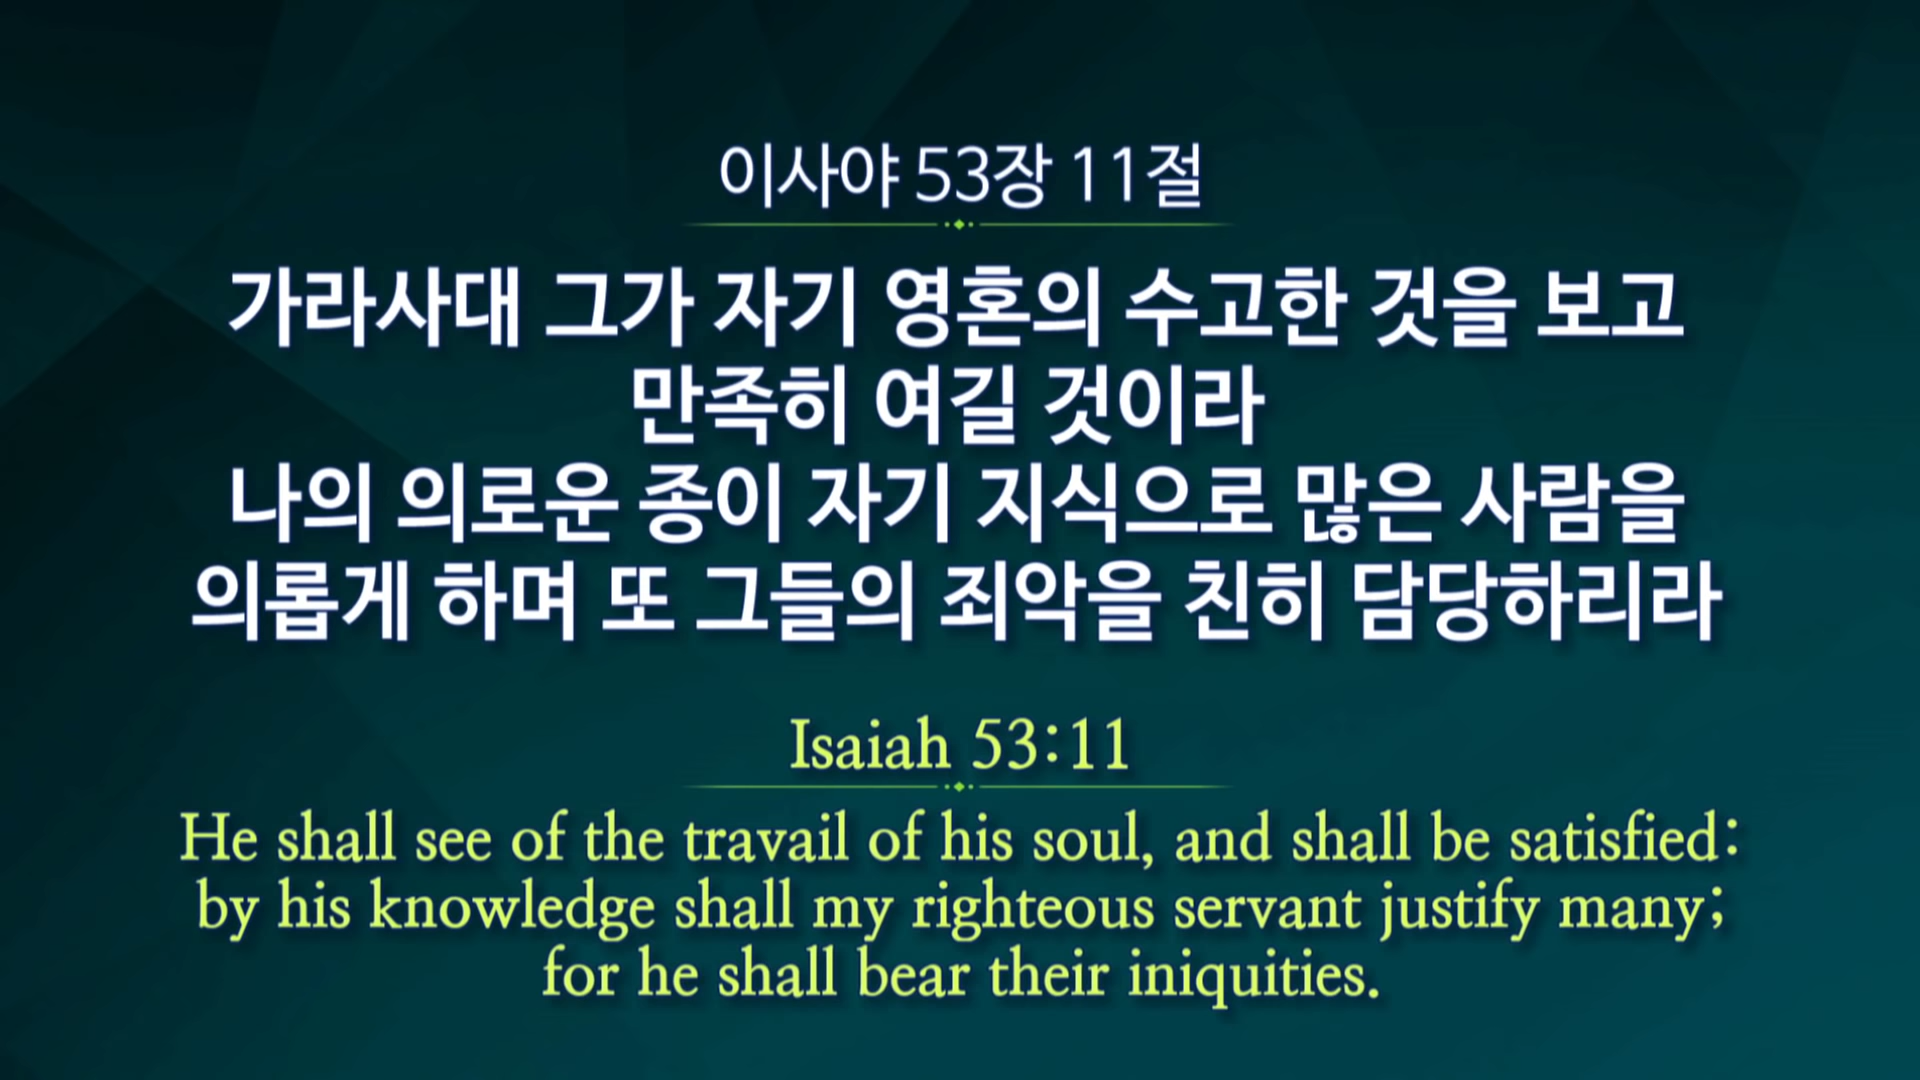 이사야 53장 11절
가라사대 그가 자기 영혼의 수고한 것을 보고
만족히 여길 것이라
나의 의로운 종이 자기 지식으로 많은 사람을
의롭게 하며 또 그들의 죄악을 친히 담당하리라
Isaiah 53:11
He shall see of the travail of his soul, and shall be satisfied:
by his knowledge shall my righteous servant justify many;
for he shall bear their iniquities.